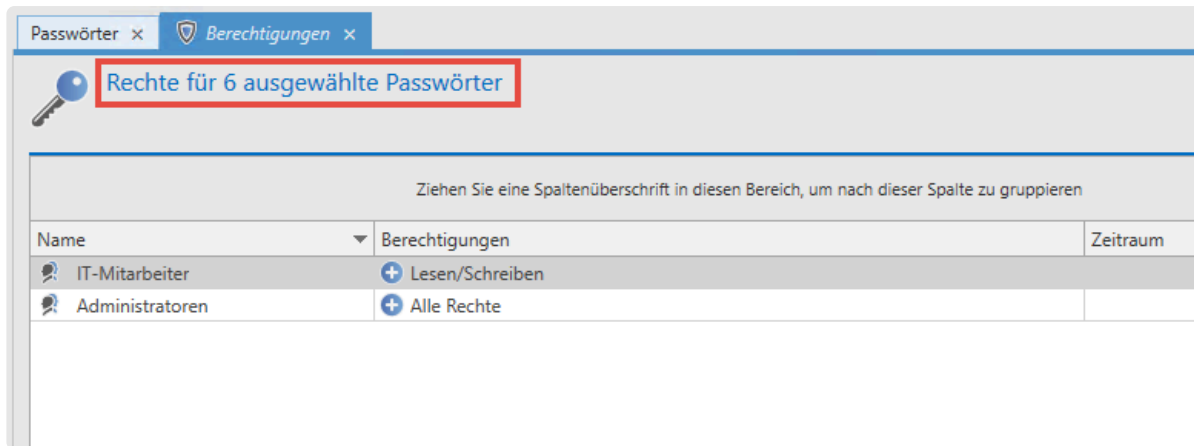 Passwörter
Berechtigungen
Rechte für 6 ausgewählte Passwörter
Ziehen Sie eine Spaltenüberschrift in diesen Bereich, um nach dieser Spalte zu gruppieren
Name Berechtigungen Zeitraum
IT-Mitarbeiter Lesen/Schreiben
Administratoren Alle Rechte